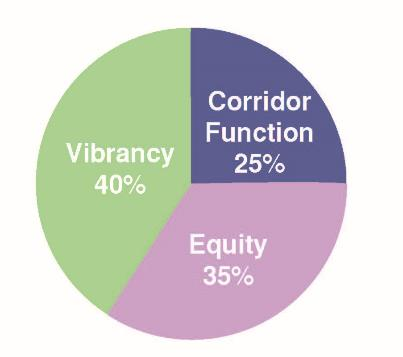 Corridor
Function
25%
Vibrancy
40%
Equity
35%